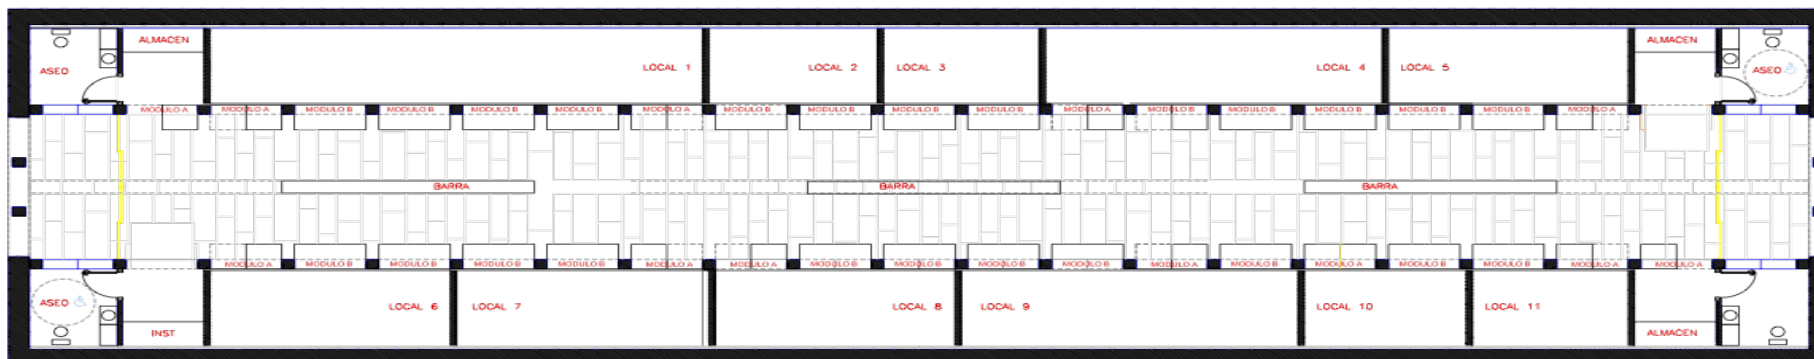 ALMACEN
ALMACEN
ASEO
LOCAL 1
LOCAL 2
LOCAL 3
LOCAL 4
LOCAL 5
ASEO
MODULO A
MODULO A
MODULO B
MODULO B
MODULO B
MODULO B
MODULO A
MODULO B
MODULO B
MODULO B
MODULO B
MODULO A
MODULO B
MODULO B
MODULO B
MODULO B
MODULO B
MODULO A
BARRA
BARRA
BARRA
MODULO A
MODULO B
MODULO B
MODULO B
MODULO B
MODULO A
MODULO A
MODULO B
MODULO B
MODULO B
MODULO B
MODULO A
MODULO B
MODULO B
MODULO B
MODULO B
MODULO A
MODULO A
ASEO
LOCAL 6
LOCAL 7
LOCAL 8
LOCAL 9
LOCAL 10
LOCAL 11
INST
ALMACEN